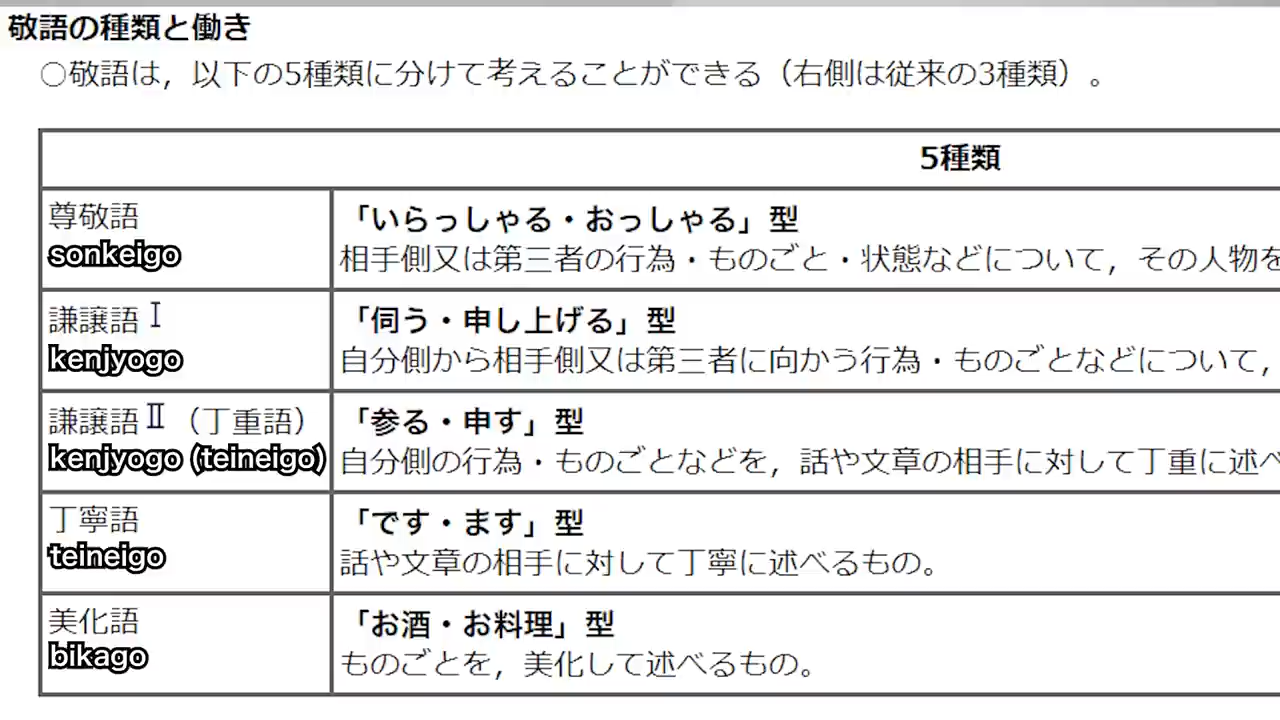 敬語の種類と働き
○敬語は，以下の5種類に分けて考えることができる（右側は従来の3種類）。
5種類
尊敬語
sonkeigo
「いらっしゃる・おっしゃる」型
相手側又は第三者の行為・ものごと・状態などについて，その人物を
謙譲語Ⅰ
kenjyogo
「伺う・申し上げる」型
自分側から相手側又は第三者に向かう行為・ものごとなどについて，
謙譲語Ⅱ（丁重語）
kenjyogo (teineigo)
「参る・申す」型
自分側の行為・ものごとなどを，話や文章の相手に対して丁重に述べ
丁寧語
teineigo
「です・ます」型
話や文章の相手に対して丁寧に述べるもの。
美化語
bikago
「お酒・お料理」型
ものごとを，美化して述べるもの。